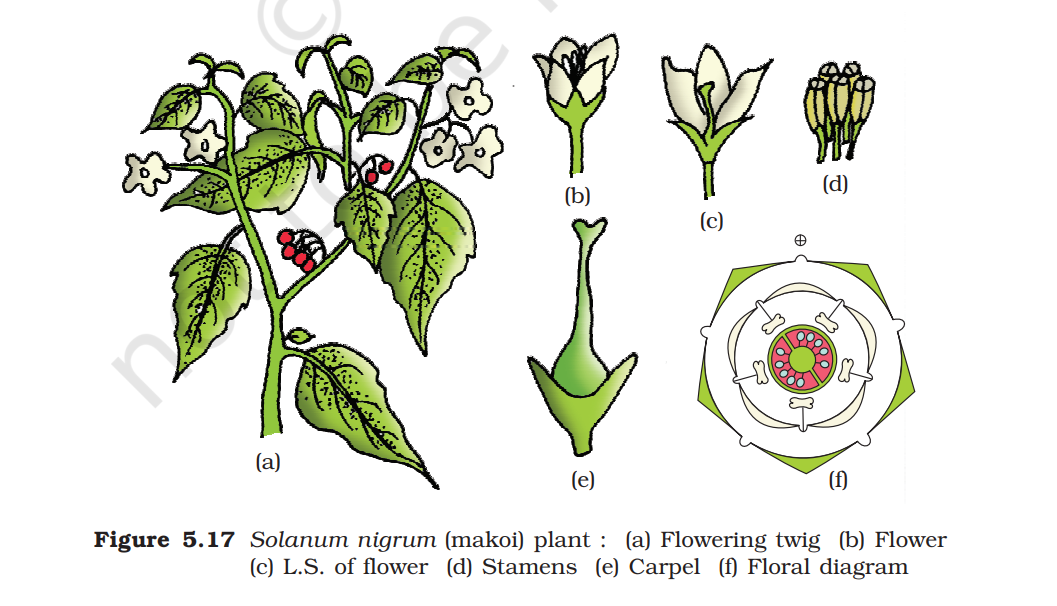 (b)
(d)
(c)
(a)
(e)
(f)
Figure 5.17 Solanum nigrum (makoi) plant : (a) Flowering twig (b) Flower
(c) L.S. of flower (d) Stamens (e) Carpel (f) Floral diagram